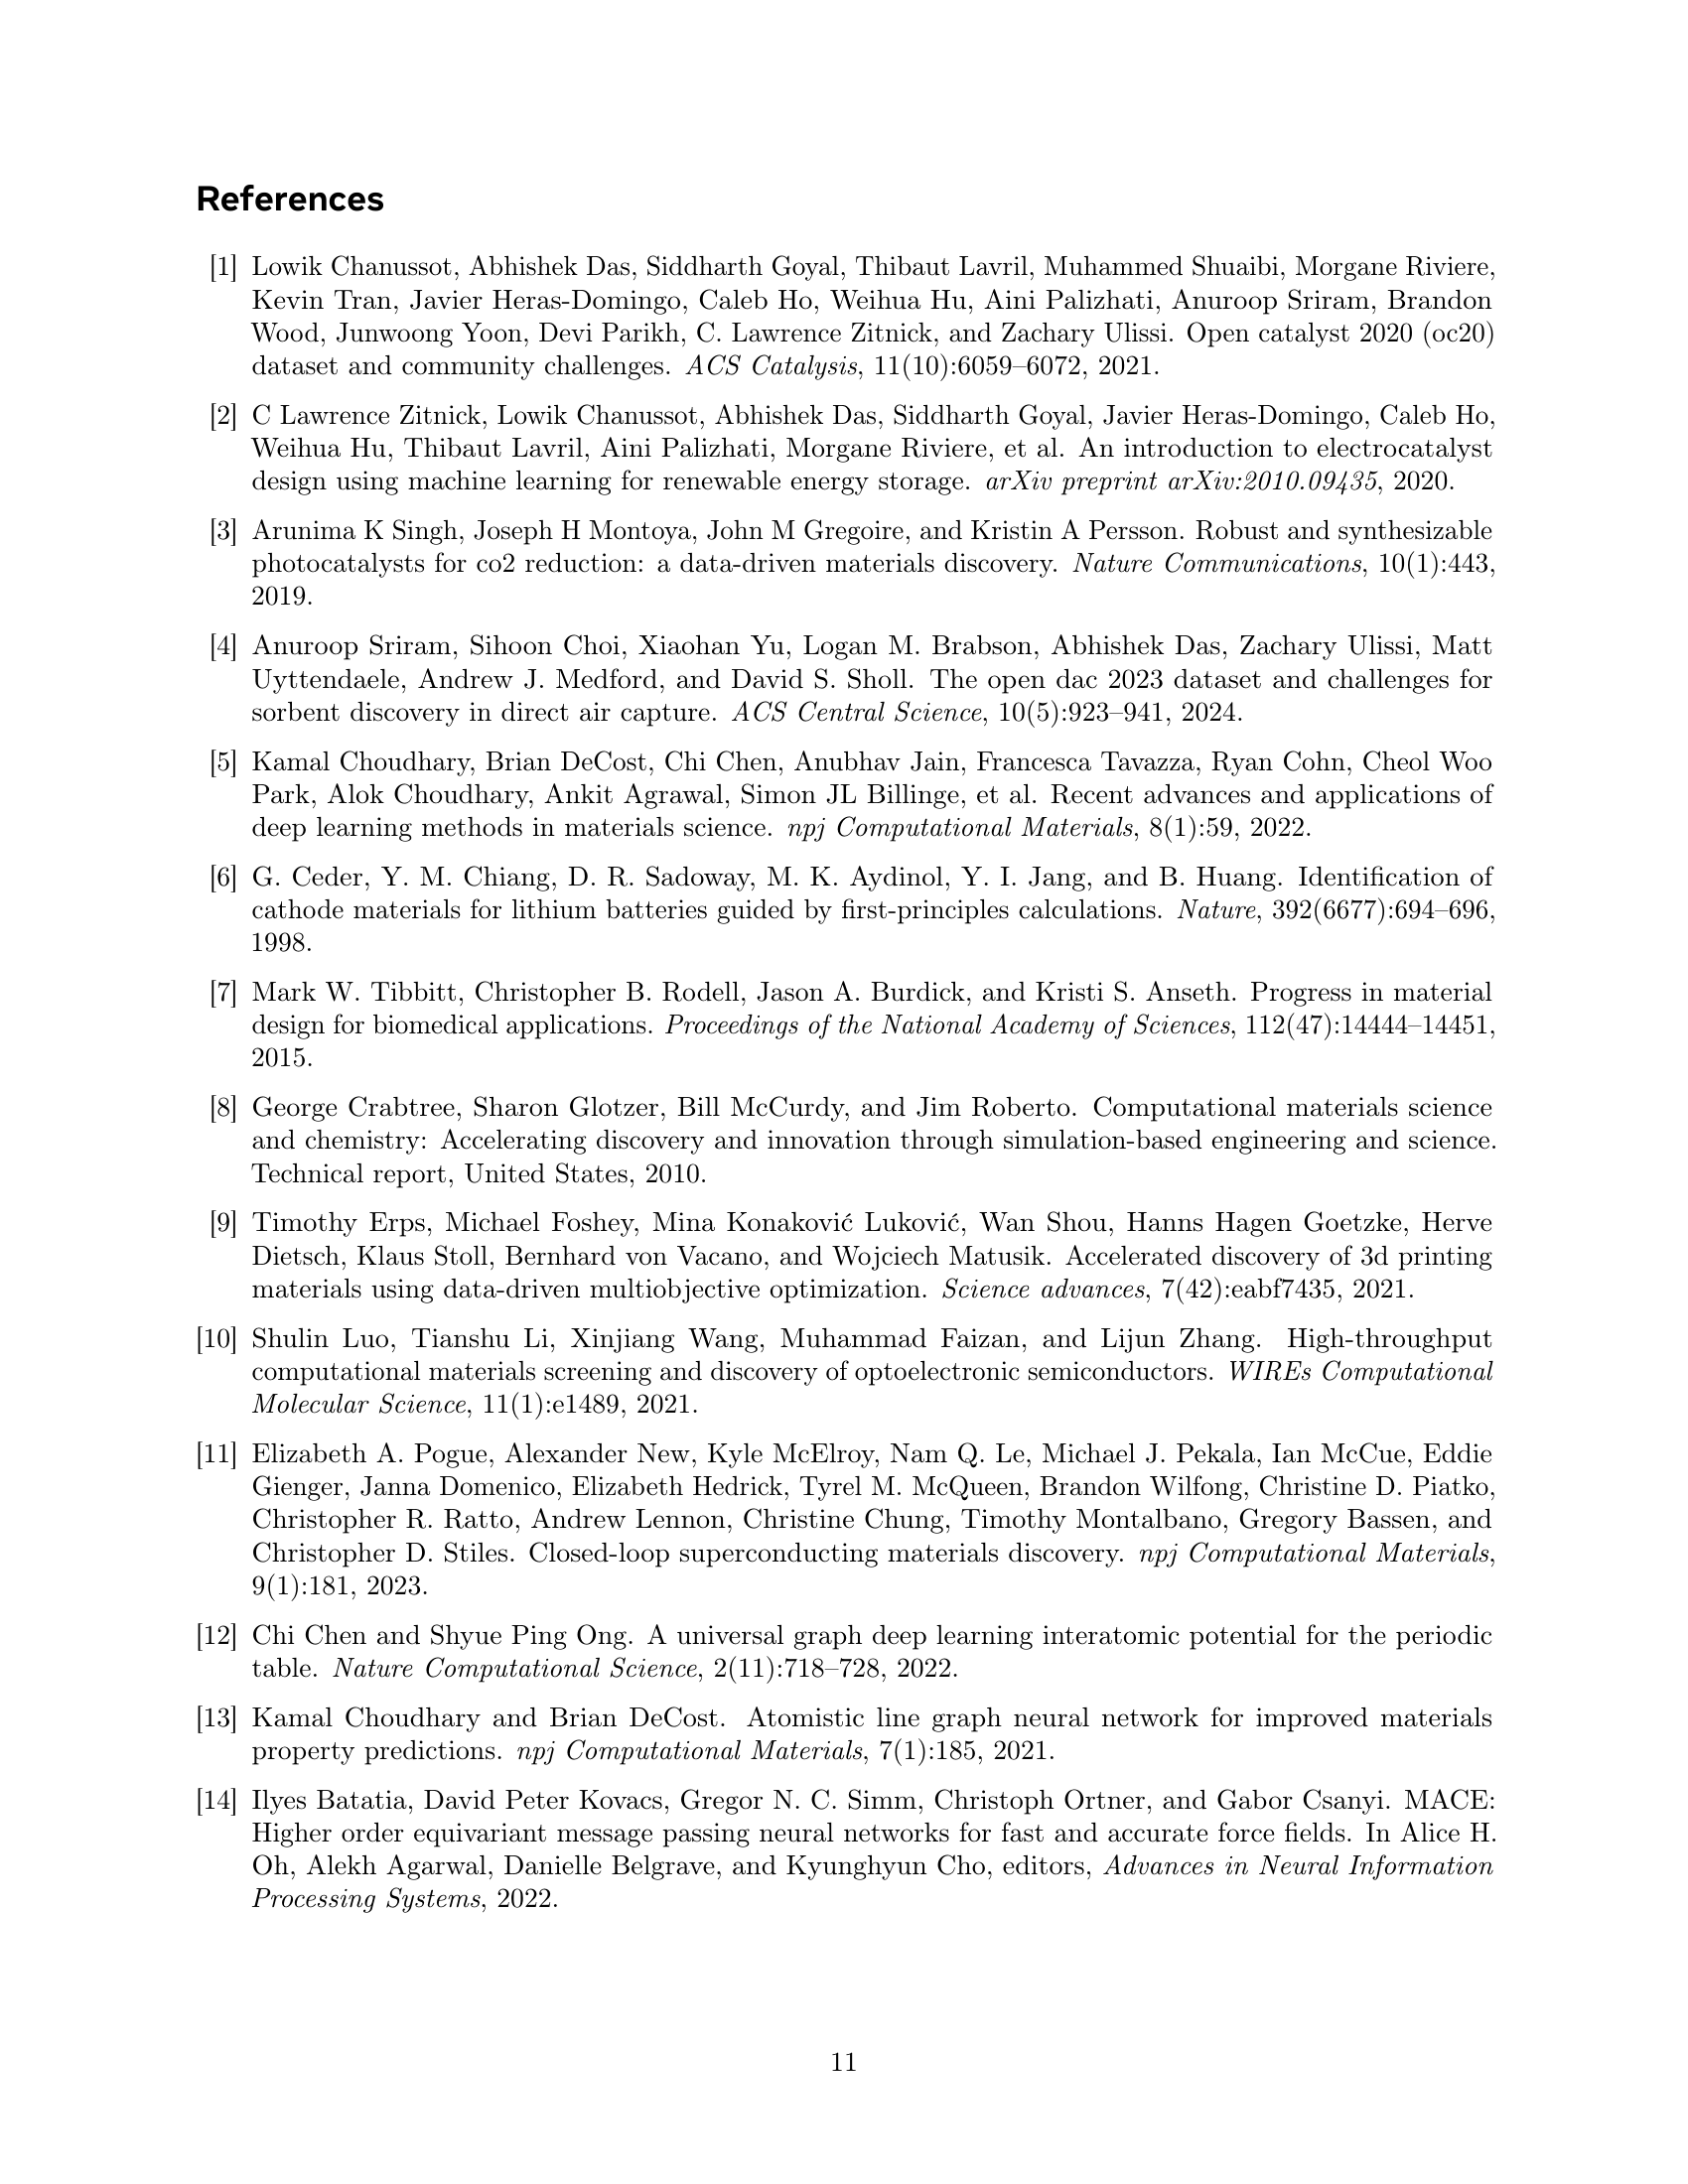 References
[1] Lowik Chanussot, Abhishek Das, Siddharth Goyal, Thibaut Lavril, Muhammed Shuaibi, Morgane Riviere,
Kevin Tran, Javier Heras-Domingo, Caleb Ho, Weihua Hu, Aini Palizhati, Anuroop Sriram, Brandon
Wood, Junwoong Yoon, Devi Parikh, C. Lawrence Zitnick, and Zachary Ulissi. Open catalyst 2020 (oc20)
dataset and community challenges. ACS Catalysis, 11(10):6059–6072, 2021.
[2] C Lawrence Zitnick, Lowik Chanussot, Abhishek Das, Siddharth Goyal, Javier Heras-Domingo, Caleb Ho,
Weihua Hu, Thibaut Lavril, Aini Palizhati, Morgane Riviere, et al. An introduction to electrocatalyst
design using machine learning for renewable energy storage. arXiv preprint arXiv:2010.09435, 2020.
[3] Arunima K Singh, Joseph H Montoya, John M Gregoire, and Kristin A Persson. Robust and synthesizable
photocatalysts for co2 reduction: a data-driven materials discovery. Nature Communications, 10(1):443,
2019.
[4] Anuroop Sriram, Sihoon Choi, Xiaohan Yu, Logan M. Brabson, Abhishek Das, Zachary Ulissi, Matt
Uyttendaele, Andrew J. Medford, and David S. Sholl. The open dac 2023 dataset and challenges for
sorbent discovery in direct air capture. ACS Central Science, 10(5):923–941, 2024.
[5] Kamal Choudhary, Brian DeCost, Chi Chen, Anubhav Jain, Francesca Tavazza, Ryan Cohn, Cheol Woo
Park, Alok Choudhary, Ankit Agrawal, Simon JL Billinge, et al. Recent advances and applications of
deep learning methods in materials science. npj Computational Materials, 8(1):59, 2022.
[6] G. Ceder, Y. M. Chiang, D. R. Sadoway, M. K. Aydinol, Y. I. Jang, and B. Huang. Identification of
cathode materials for lithium batteries guided by first-principles calculations. Nature, 392(6677):694–696,
1998.
[7] Mark W. Tibbitt, Christopher B. Rodell, Jason A. Burdick, and Kristi S. Anseth. Progress in material
design for biomedical applications. Proceedings of the National Academy of Sciences, 112(47):14444–14451,
2015.
[8] George Crabtree, Sharon Glotzer, Bill McCurdy, and Jim Roberto. Computational materials science
and chemistry: Accelerating discovery and innovation through simulation-based engineering and science.
Technical report, United States, 2010.
[9] Timothy Erps, Michael Foshey, Mina Konaković Luković, Wan Shou, Hanns Hagen Goetzke, Herve
Dietsch, Klaus Stoll, Bernhard von Vacano, and Wojciech Matusik. Accelerated discovery of 3d printing
materials using data-driven multiobjective optimization. Science advances, 7(42):eabf7435, 2021.
[10] Shulin Luo, Tianshu Li, Xinjiang Wang, Muhammad Faizan, and Lijun Zhang. High-throughput
computational materials screening and discovery of optoelectronic semiconductors. WIREs Computational
Molecular Science, 11(1):e1489, 2021.
[11] Elizabeth A. Pogue, Alexander New, Kyle McElroy, Nam Q. Le, Michael J. Pekala, Ian McCue, Eddie
Gienger, Janna Domenico, Elizabeth Hedrick, Tyrel M. McQueen, Brandon Wilfong, Christine D. Piatko,
Christopher R. Ratto, Andrew Lennon, Christine Chung, Timothy Montalbano, Gregory Bassen, and
Christopher D. Stiles. Closed-loop superconducting materials discovery. npj Computational Materials,
9(1):181, 2023.
[12] Chi Chen and Shyue Ping Ong. A universal graph deep learning interatomic potential for the periodic
table. Nature Computational Science, 2(11):718–728, 2022.
[13] Kamal Choudhary and Brian DeCost. Atomistic line graph neural network for improved materials
property predictions. npj Computational Materials, 7(1):185, 2021.
[14] Ilyes Batatia, David Peter Kovacs, Gregor N. C. Simm, Christoph Ortner, and Gabor Csanyi. MACE:
Higher order equivariant message passing neural networks for fast and accurate force fields. In Alice H.
Oh, Alekh Agarwal, Danielle Belgrave, and Kyunghyun Cho, editors, Advances in Neural Information
Processing Systems, 2022.
11